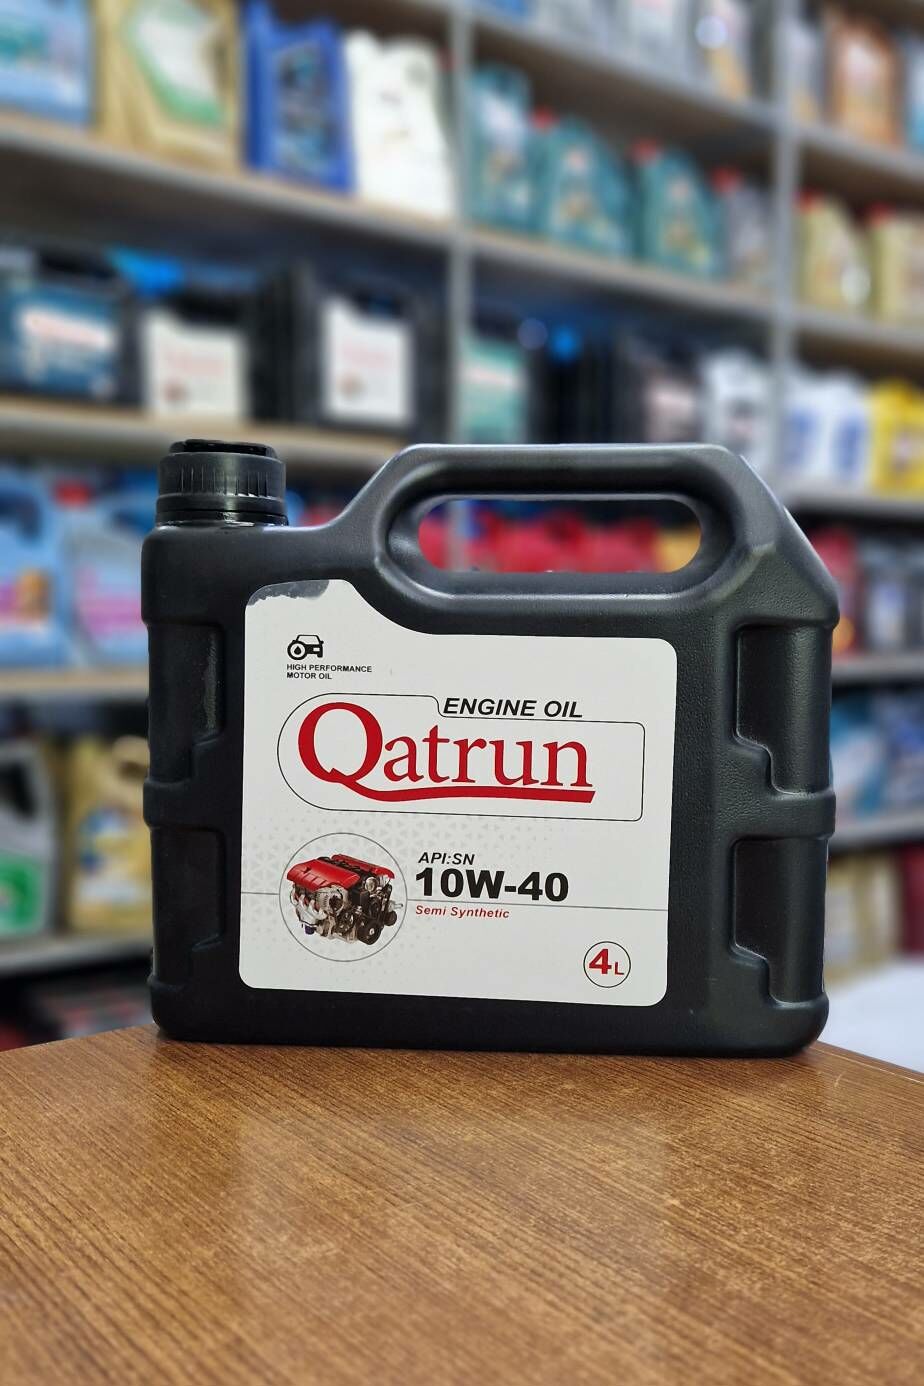 HIGH PERFORMANCE
MOTOR OIL
ENGINE OIL
Qatrun
API:SN
10W-40
Semi Synthetic
4L